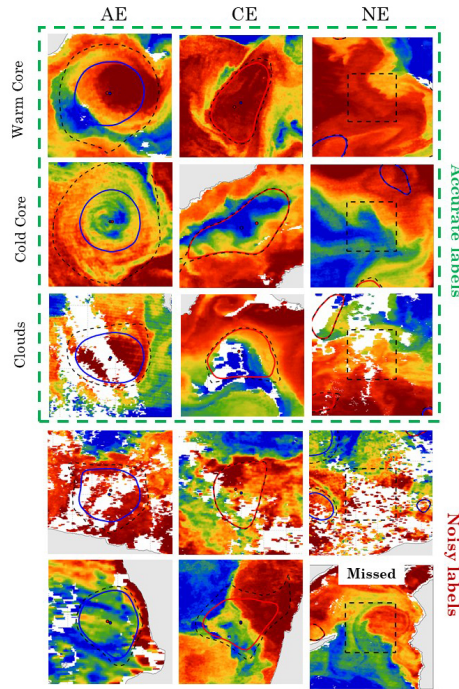 AE CE NE
Warm Core
Cold Core
Clouds
Accurate labels
Noisy labels
Missed